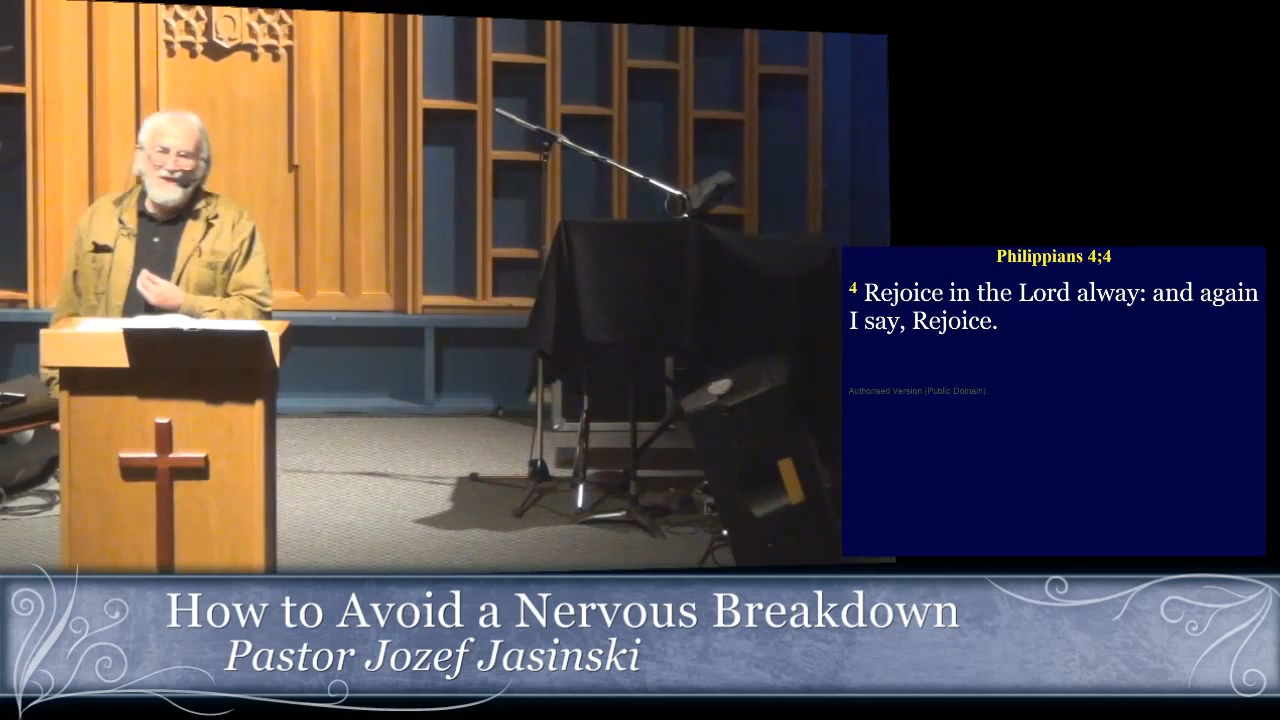 Philippians 4;4
4 Rejoice in the Lord alway: and again
I say, Rejoice.
Authorised Version (Public Domain)
How to Avoid a Nervous Breakdown
Pastor Jozef Jasinski